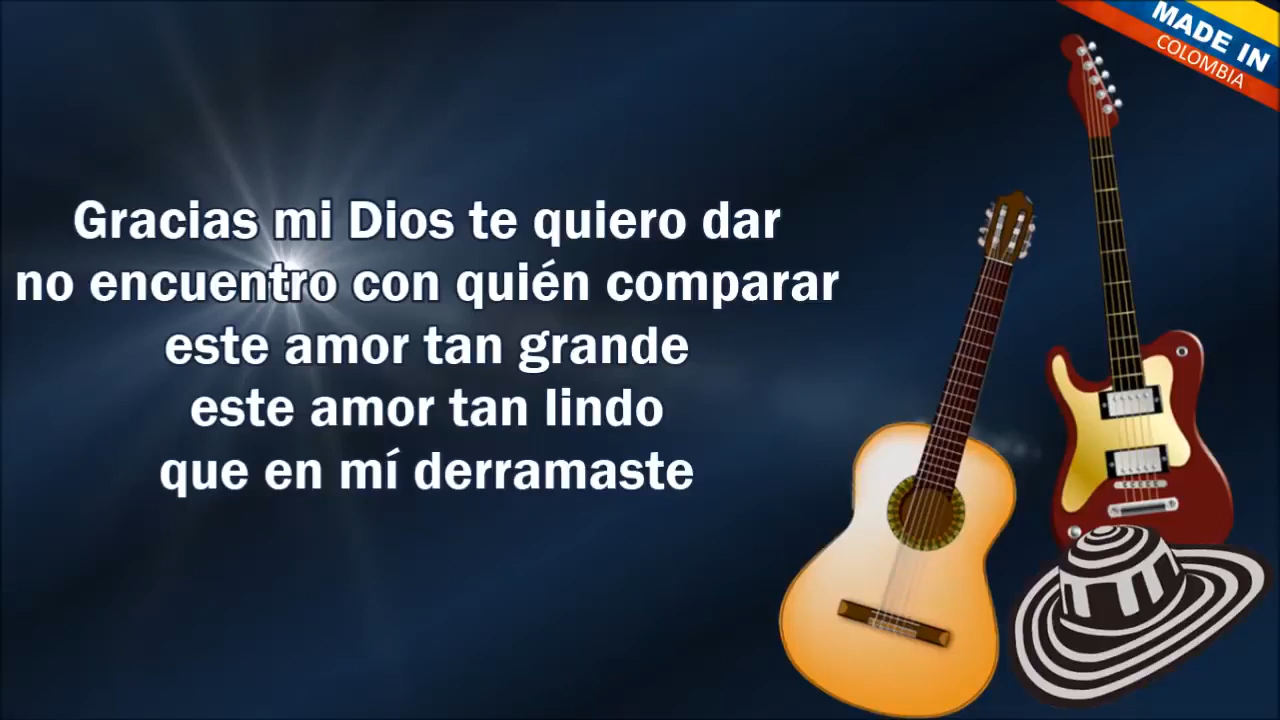 MADE IN
COLOMBIA
Gracias mi Dios te quiero dar
no encuentro con quién comparar
este amor tan grande
este amor tan lindo
que en mí derramaste